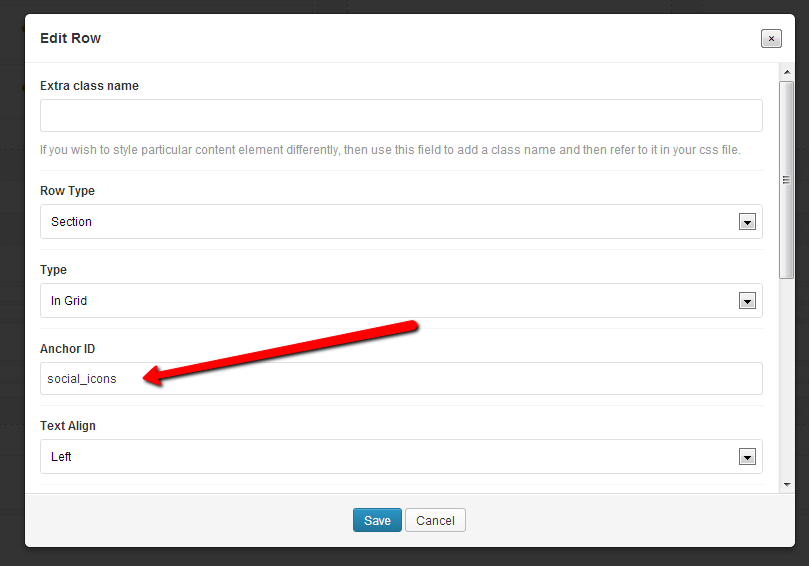 Edit Row
Extra class name
If you wish to style particular content element differently, then use this field to add a class name and then refer to it in your css file.
Row Type
Section
Type
In Grid
Anchor ID
social_icons
Text Align
Left
Save Cancel